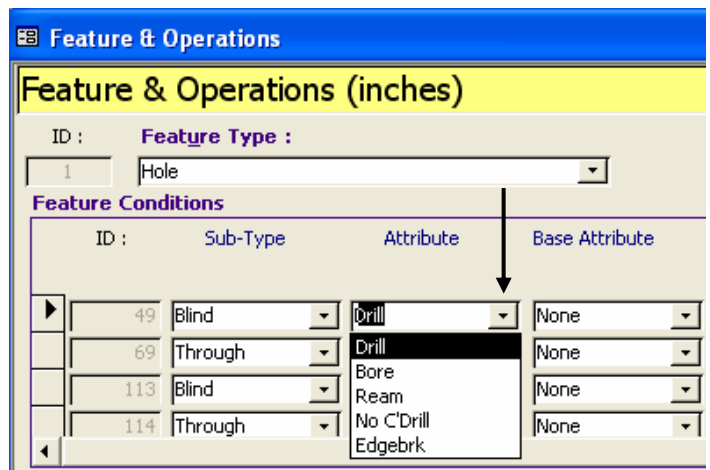 Feature & Operations
Feature & Operations (inches)
ID : Feature Type :
1 Hole
Feature Conditions
ID : Sub-Type Attribute Base Attribute
49 Blind Drill None
69 Through Drill None
113 Blind Bore None
Ream
114 Through No C'Drill None
Edgebrk